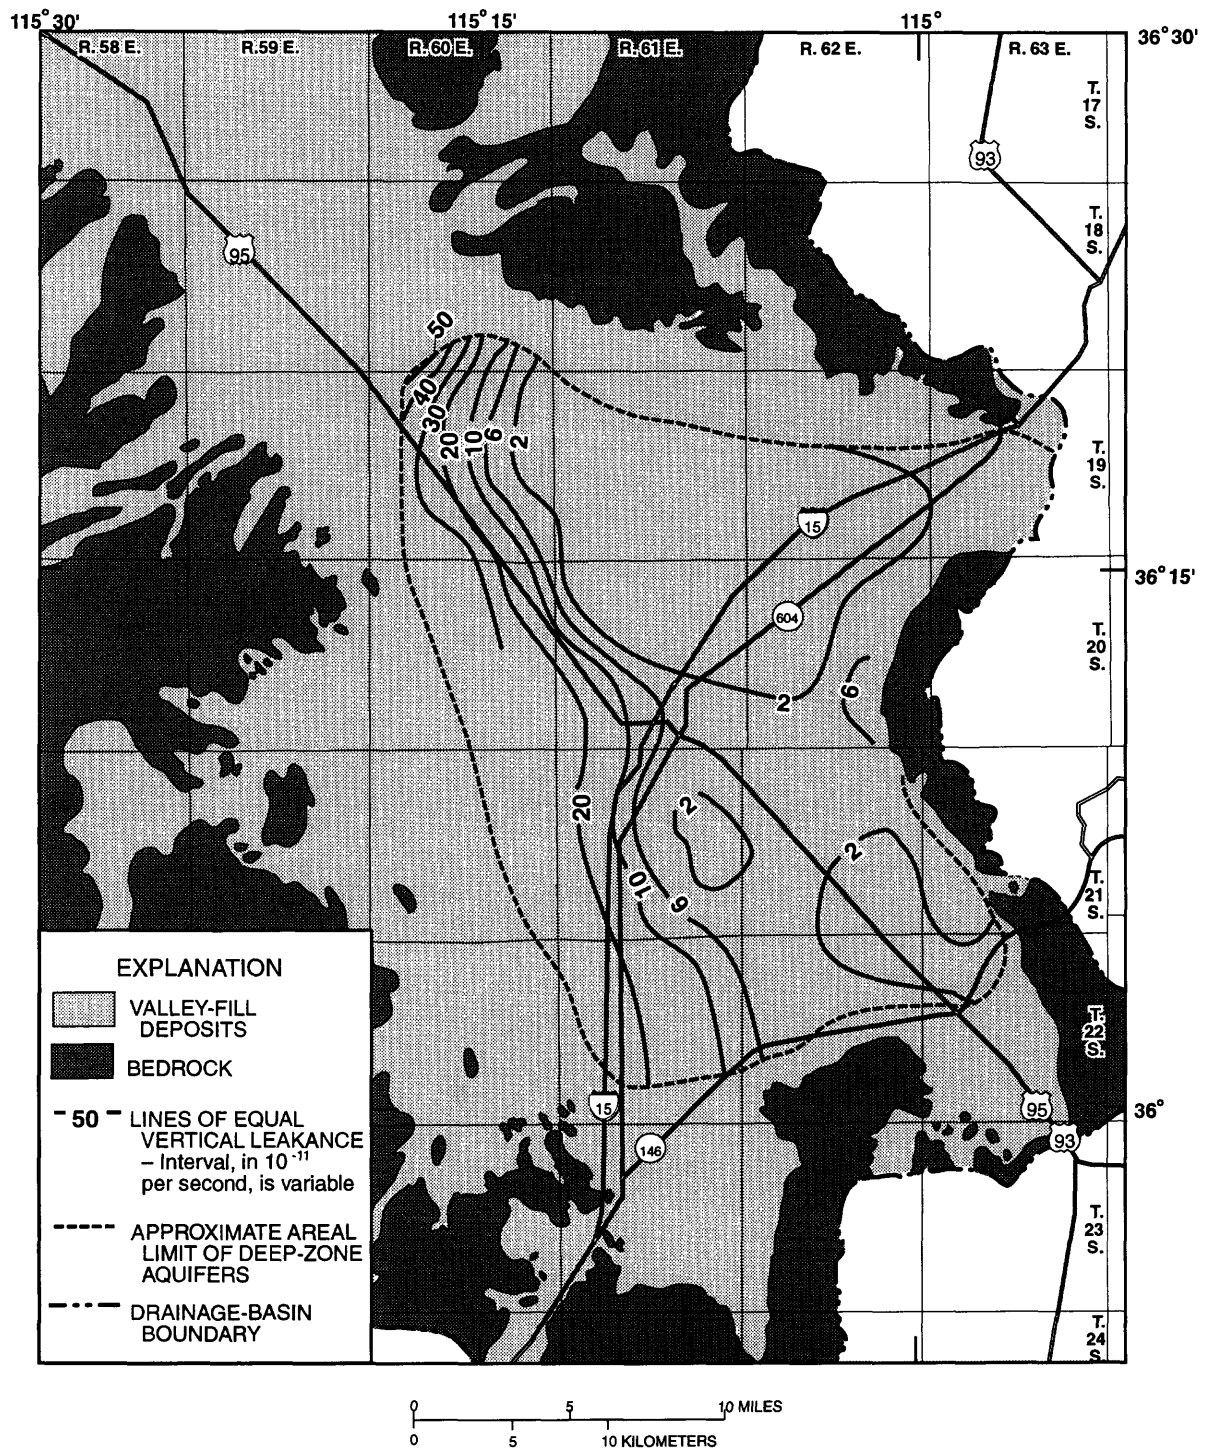 115° 30'
115° 15'
115°
R. 58 E.
R.59 E.
R. 60 E.
R. 61 E.
R. 62 E.
R. 63 E.
36° 30'
T.
17
S.
93
T.
18
S.
95
50
40
30
20
10
6
2
T.
19
S.
15
36° 15'
604
T.
20
S.
2
6
20
2
2
10
6
T.
21
S.
EXPLANATION
VALLEY-FILL
DEPOSITS
BEDROCK
50
LINES OF EQUAL
VERTICAL LEAKANCE
– Interval, in 10 -11
per second, is variable
APPROXIMATE AREAL
LIMIT OF DEEP-ZONE
AQUIFERS
DRAINAGE-BASIN
BOUNDARY
T.
22
S.
15
95
36°
93
146
T.
23
S.
T.
24
S.
0
5
10 MILES
0
5
10 KILOMETERS